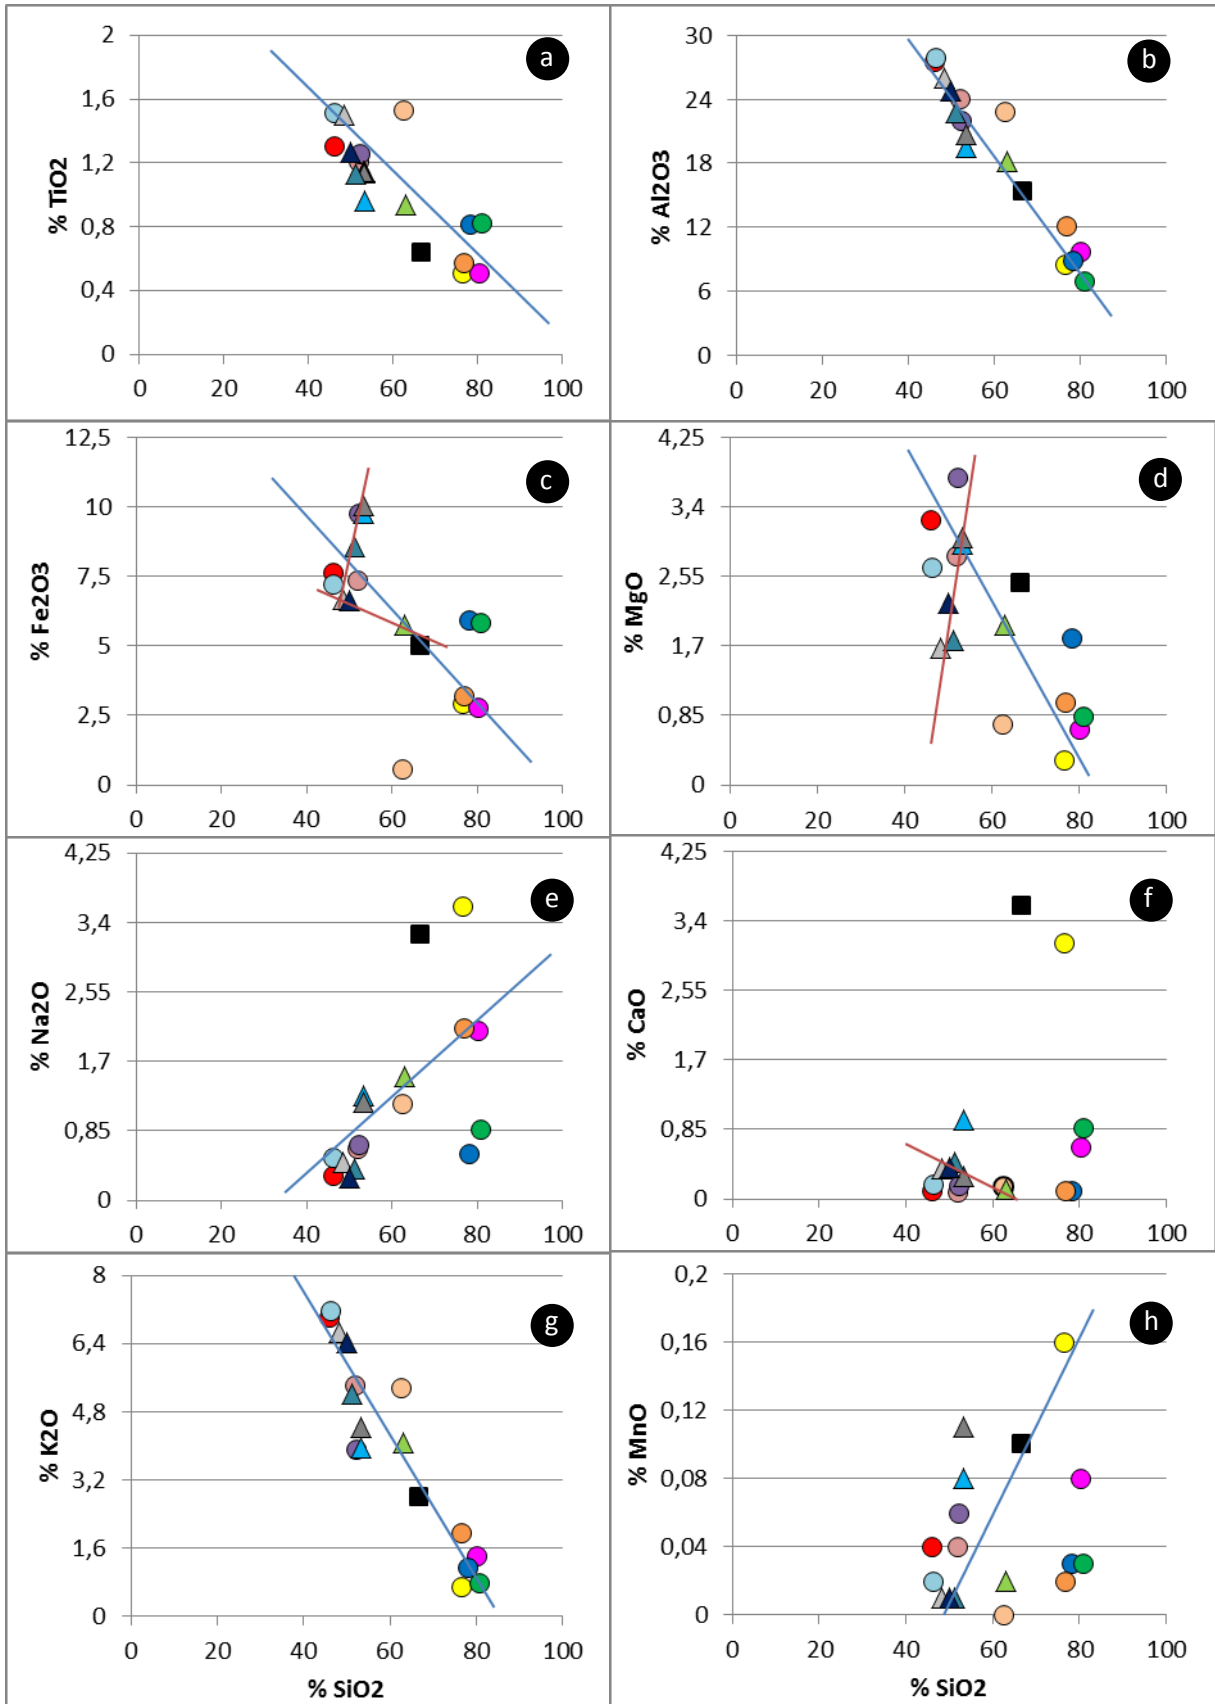 a
2
1,6
1,2
0,8
0,4
0
% TiO2
0 20 40 60 80 100
b
30
24
18
12
6
0
% Al2O3
0 20 40 60 80 100
c
12,5
10
7,5
5
2,5
0
% Fe2O3
0 20 40 60 80 100
d
4,25
3,4
2,55
1,7
0,85
0
% MgO
0 20 40 60 80 100
e
4,25
3,4
2,55
1,7
0,85
0
% Na2O
0 20 40 60 80 100
f
4,25
3,4
2,55
1,7
0,85
0
% CaO
0 20 40 60 80 100
g
8
6,4
4,8
3,2
1,6
0
% K2O
0 20 40 60 80 100
% SiO2
h
0,2
0,16
0,12
0,08
0,04
0
% MnO
0 20 40 60 80 100
% SiO2